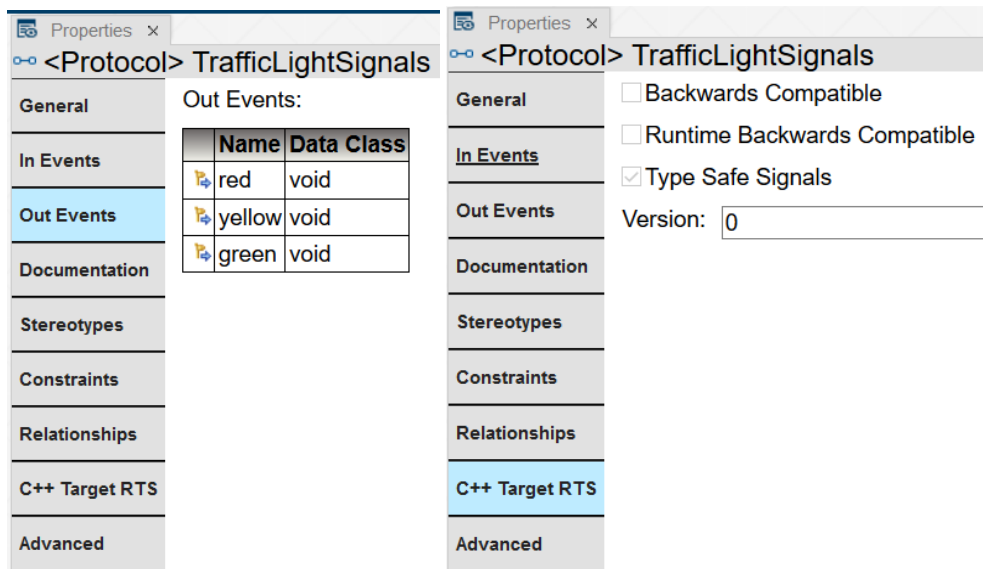 Properties ×
<Protocol> TrafficLightSignals
General
In Events
Out Events
Documentation
Stereotypes
Constraints
Relationships
C++ Target RTS
Advanced
Out Events:
Name Data Class
red void
yellow void
green void
Properties ×
<Protocol> TrafficLightSignals
General
In Events
Out Events
Documentation
Stereotypes
Constraints
Relationships
C++ Target RTS
Advanced
Backwards Compatible
Runtime Backwards Compatible
Type Safe Signals
Version: 0